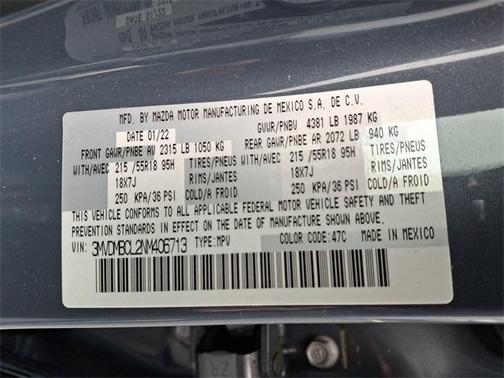 MFD. BY MAZDA MOTOR MANUFACTURING DE MEXICO S.A. DE C.V.
DATE 01/22 GVWR/PNBV 4381 LB 1987 KG
FRONT GAWR/PNBE AV 2315 LB 1050 KG REAR GAWR/PNBE AR 2072 LB 940 KG
WITH/AVEC 215 /55R18 95H TIRES/PNEUS WITH/AVEC 215 /55R18 95H TIRES/PNEUS
18X7J RIMS/JANTES 18X7J RIMS/JANTES
250 KPA/36 PSI COLD/A FROID 250 KPA/36 PSI COLD/A FROID
THIS VEHICLE CONFORMS TO ALL APPLICABLE FEDERAL MOTOR VEHICLE SAFETY AND
THEFT PREVENTION STANDARDS IN EFFECT ON THE DATE OF MANUFACTURE SHOWN ABOVE.
VIN: 3MVDMBCL2NM406713 TYPE:MPV COLOR CODE: 47C
ZR